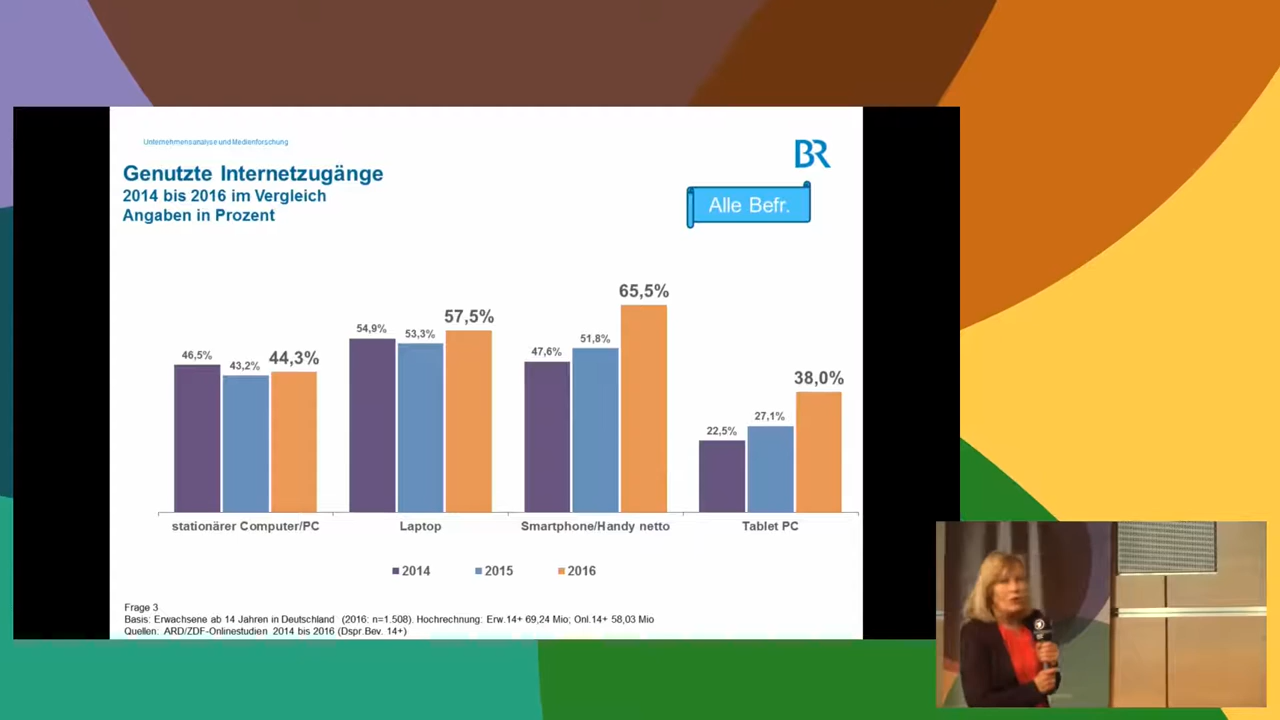 Unternehmensanalyse und Medienforschung
BR
Genutzte Internetzugänge
2014 bis 2016 im Vergleich
Angaben in Prozent
Alle Befr.
46,5%
43,2%
44,3%
54,9%
53,3%
57,5%
47,6%
51,8%
65,5%
22,5%
27,1%
38,0%
stationärer Computer/PC
Laptop
Smartphone/Handy netto
Tablet PC
2014
2015
2016
Frage 3
Basis: Erwachsene ab 14 Jahren in Deutschland (2016: n=1.508). Hochrechnung: Erw.14+ 69,24 Mio; Onl.14+ 58,03 Mio
Quellen: ARD/ZDF-Onlinestudien 2014 bis 2016 (Dspr.Bev. 14+)